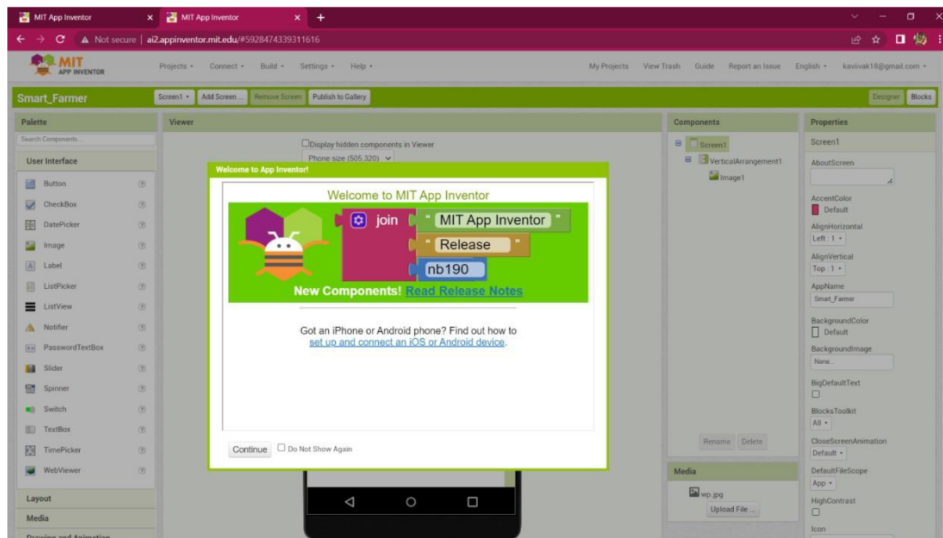 MIT App Inventor
MIT App Inventor
Not secure | ai2.appinventor.mit.edu/#5928474339311616
MIT
APP INVENTOR
Projects Connect Build Settings Help
My Projects View Trash Guide Report an Issue English kaviivak18@gmail.com
Smart_Farmer
Screen1 Add Screen ... Remove Screen Publish to Gallery
Designer Blocks
Palette
Search Components...
User Interface
Button
CheckBox
DatePicker
Image
Label
ListPicker
ListView
Notifier
PasswordTextBox
Slider
Spinner
Switch
TextBox
TimePicker
WebViewer
Layout
Media
Drawing and Animation
Viewer
Display hidden components in Viewer
Phone size (505,320)
Welcome to App Inventor!
Welcome to MIT App Inventor
join " MIT App Inventor "
" Release "
nb190
New Components! Read Release Notes
Got an iPhone or Android phone? Find out how to
set up and connect an iOS or Android device.
Continue Do Not Show Again
Components
Screen1
VerticalArrangement1
Image1
Rename Delete
Media
wp.jpg
Upload File ...
Properties
Screen1
AboutScreen
AccentColor
Default
AlignHorizontal
Left : 1
AlignVertical
Top : 1
AppName
Smart_Farmer
BackgroundColor
Default
BackgroundImage
None...
BigDefaultText
BlocksToolkit
All
CloseScreenAnimation
Default
DefaultFileScope
App
HighContrast
Icon